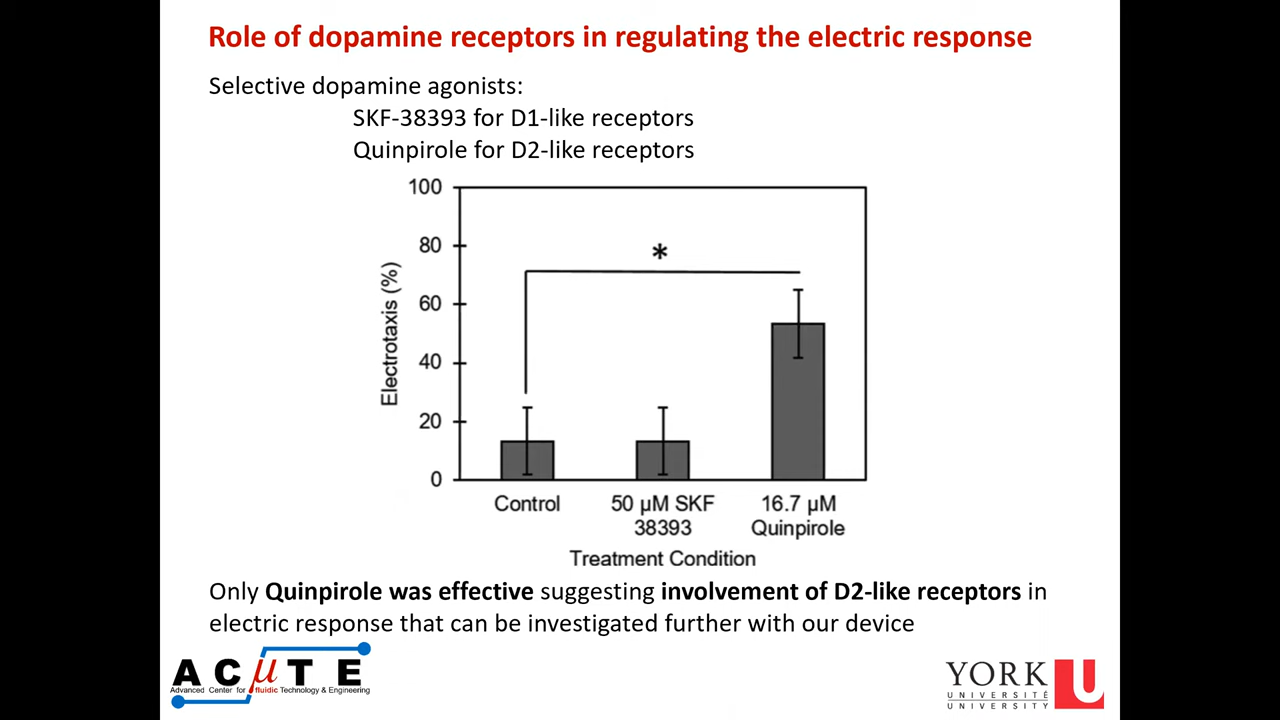 Role of dopamine receptors in regulating the electric response
Selective dopamine agonists:
SKF-38393 for D1-like receptors
Quinpirole for D2-like receptors
100
80
60
40
20
0
Electrotaxis (%)
*
Control
50 µM SKF
38393
16.7 µM
Quinpirole
Treatment Condition
Only Quinpirole was effective suggesting involvement of D2-like receptors in
electric response that can be investigated further with our device
ACµTE
Advanced Center for µfluidic Technology & Engineering
YORK U
UNIVERSITÉ
UNIVERSITY